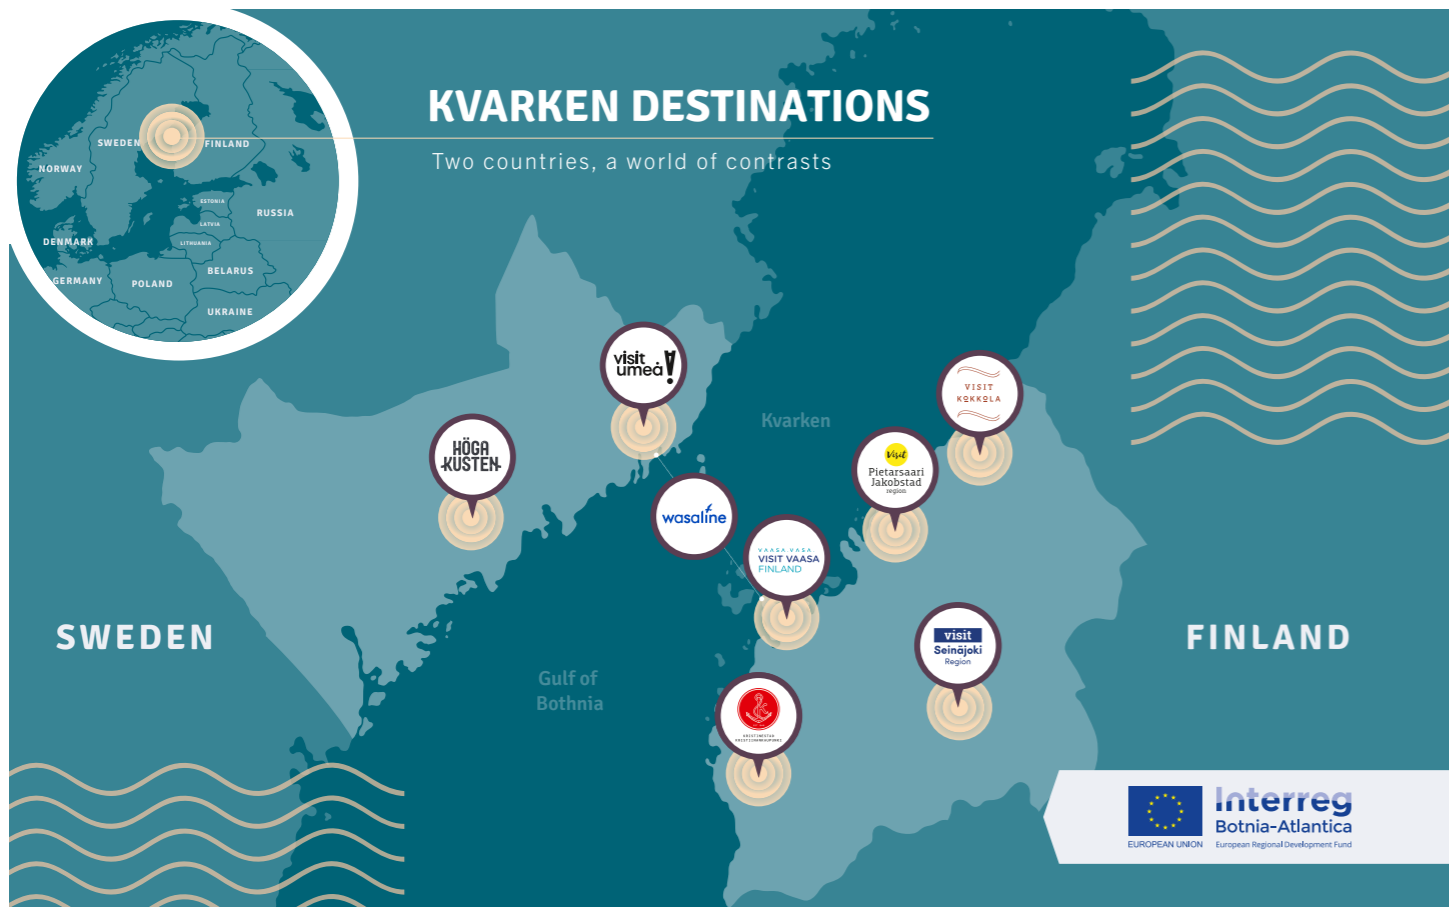 KVARKEN DESTINATIONS
Two countries, a world of contrasts
SWEDEN
FINLAND
NORWAY
ESTONIA
RUSSIA
LATVIA
DENMARK
LITHUANIA
BELARUS
GERMANY
POLAND
UKRAINE
visit
umeå!
VISIT
KOKKOLA
Kvarken
HÖGA
KUSTEN
Visit
Pietarsaari
Jakobstad
region
wasaline
VAASA.VASA.
VISIT VAASA
FINLAND
SWEDEN
FINLAND
visit
Seinäjoki
Region
Gulf of
Bothnia
KRISTINESTAD
KRISTIINANKAUPUNKI
Interreg
Botnia-Atlantica
EUROPEAN UNION
European Regional Development Fund